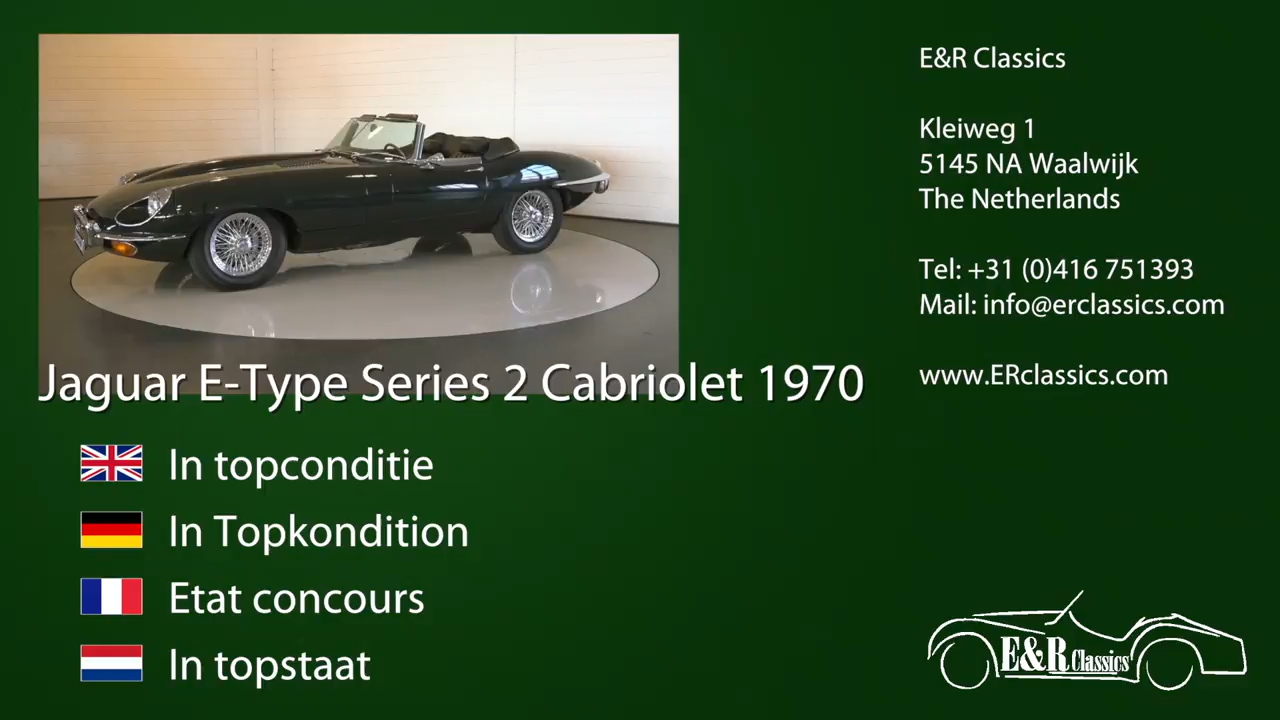 E&R Classics
Kleiweg 1
5145 NA Waalwijk
The Netherlands
Tel: +31 (0)416 751393
Mail: info@erclassics.com
www.ERclassics.com
Jaguar E-Type Series 2 Cabriolet 1970
In topconditie
In Topkondition
Etat concours
In topstaat
E&R Classics